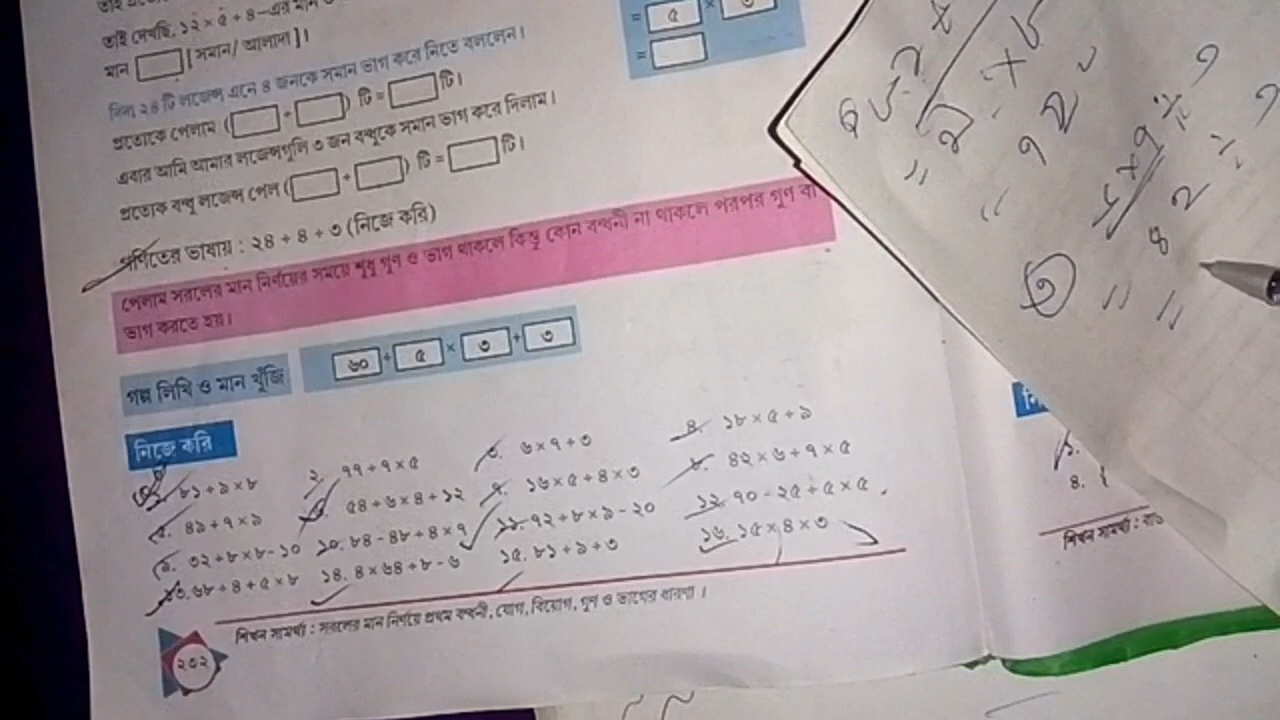 তাই দেখছি, ১২ × ৫ ÷ ৪—এর মান
মান [সমান/ আলাদা]।
= ৫ ×
=
২৪ টি লজেন্স এনে ৪ জনকে সমান ভাগ করে নিতে বললেন।
প্রত্যেকে পেলাম ( ÷ ) টি = টি।
এবার আমি আমার লজেন্সগুলি ৩ জন বন্ধুকে সমান ভাগ করে দিলাম।
প্রত্যেক বন্ধু লজেন্স পেল ( ÷ ) টি = টি।
গণিতের ভাষায় : ২৪ ÷ ৪ ÷ ৩ (নিজে করি)
পেলাম সরলের মান নির্ণয়ের সময়ে শুধু গুণ ও ভাগ থাকলে কিন্তু কোন বন্ধনী না থাকলে পরপর গুণ বা
ভাগ করতে হয়।
গল্প লিখি ও মান খুঁজি ৬০ ÷ ৫ × ৩ ÷ ৩
নিজে করি
৮১ ÷ ৯ × ৮ ২. ৭৭ ÷ ৭ × ৫ ৩. ৬ × ৭ ÷ ৩ ৪. ১৮ × ৫ ÷ ৯
৫. ৪৯ ÷ ৭ × ৯ ৬. ৫৪ ÷ ৬ × ৪ ÷ ১২ ৭. ১৬ × ৫ ÷ ৪ × ৩ ৮. ৪২ × ৬ ÷ ৭ × ৫
৯. ৩২ ÷ ৮ × ৮ - ১০ ১০. ৮৪ - ৪৮ ÷ ৪ × ৭ ১১. ৭২ ÷ ৮ × ৯ - ২০ ১২. ৭০ - ২৫ ÷ ৫ × ৫
১৩. ৬৮ ÷ ৪ ÷ ৫ × ৮ ১৪. ৪ × ৬৪ ÷ ৮ - ৬ ১৫. ৮১ ÷ ৯ ÷ ৩ ১৬. ১৫ × ৪ × ৩
শিখন সামর্থ্য : সরলের মান নির্ণয়ে প্রথম বন্ধনী, যোগ, বিয়োগ, গুণ ও ভাগের ধারণা।
২৩২
৪.
শিখন সামর্থ্য :